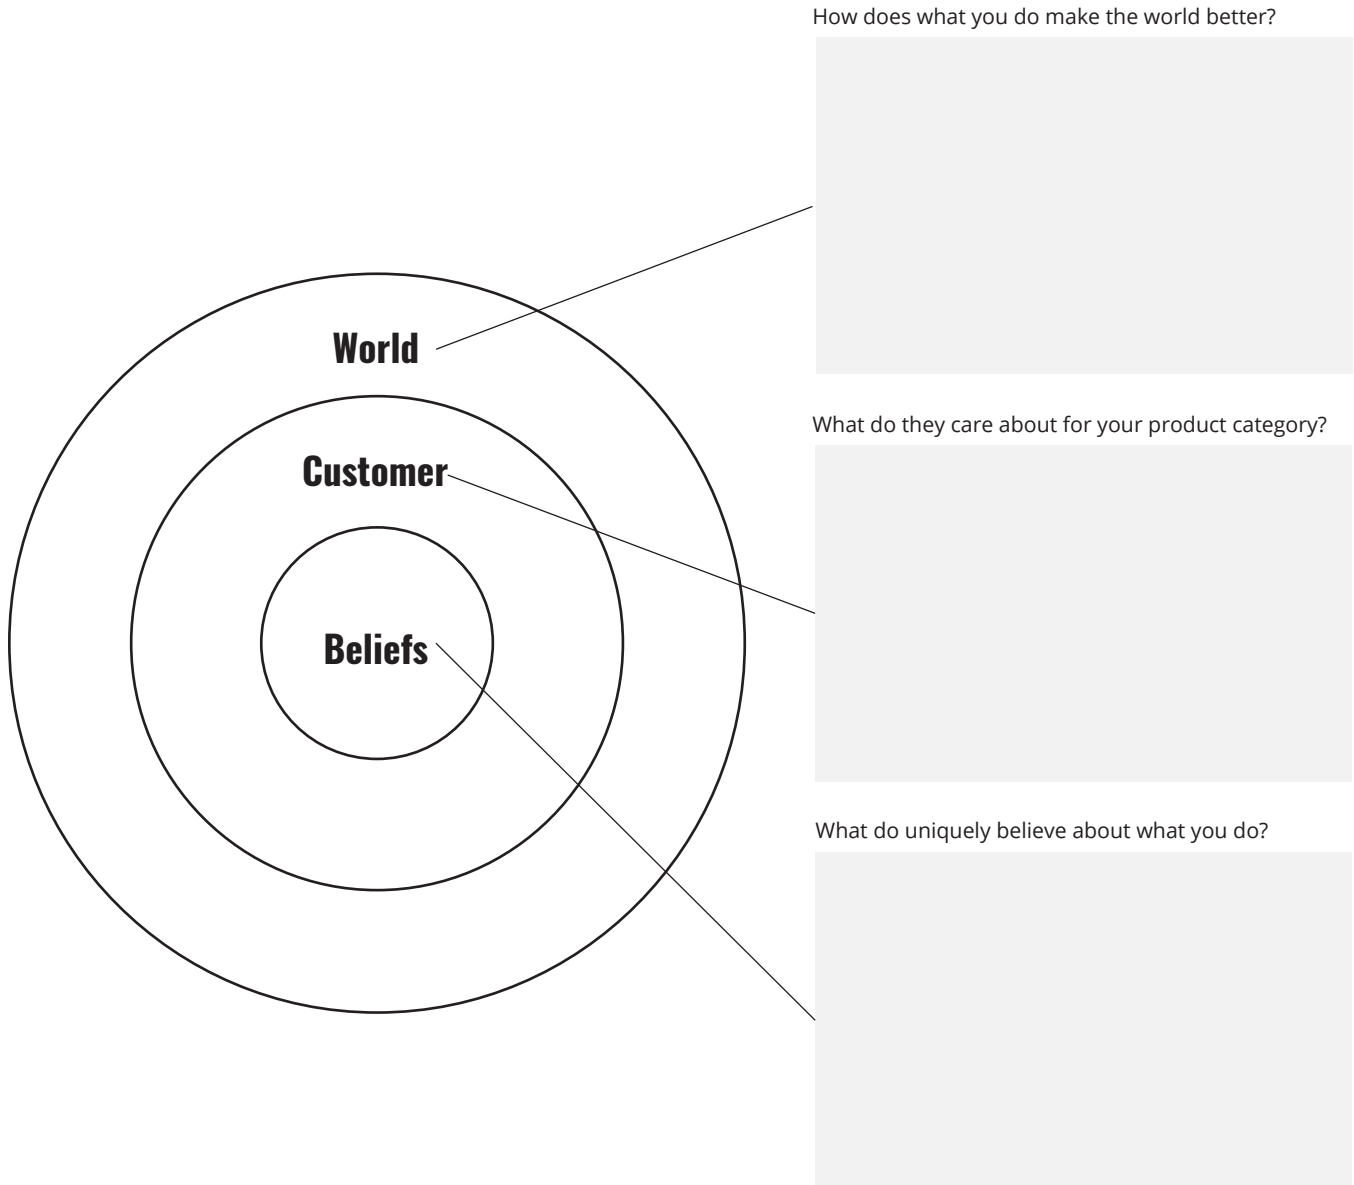 How does what you do make the world better?
World
What do they care about for your product category?
Customer
Beliefs
What do uniquely believe about what you do?